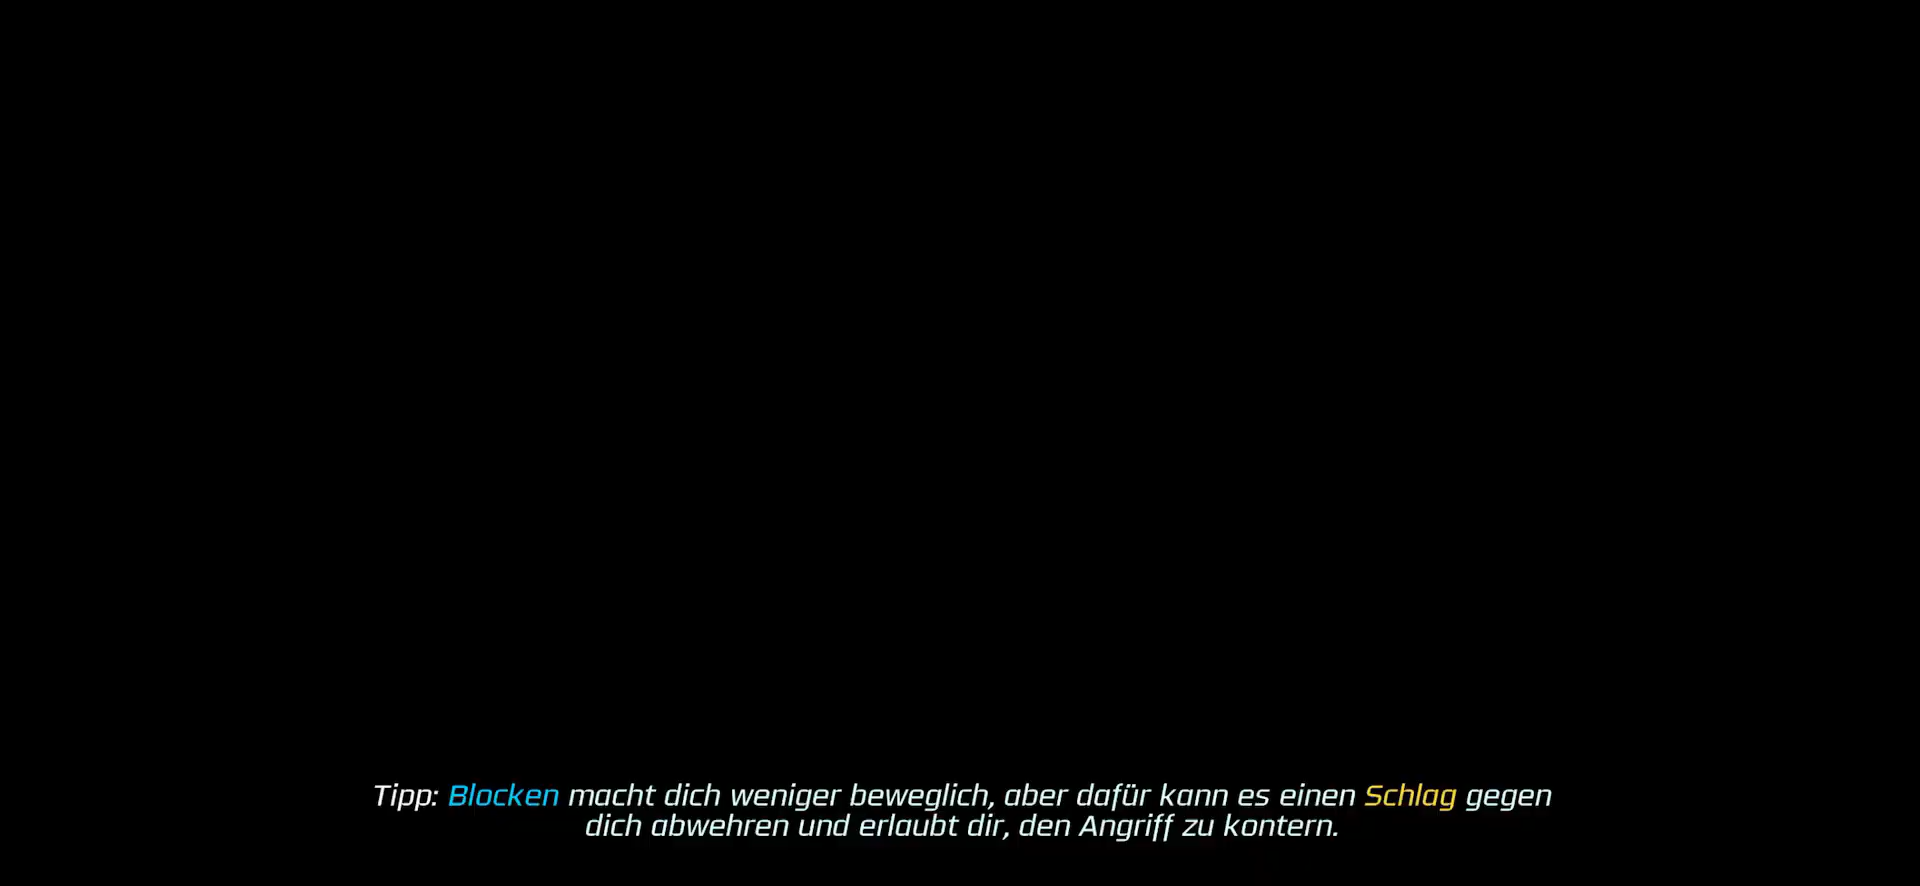 Tipp: Blocken macht dich weniger beweglich, aber dafür kann es einen Schlag gegen
dich abwehren und erlaubt dir, den Angriff zu kontern.